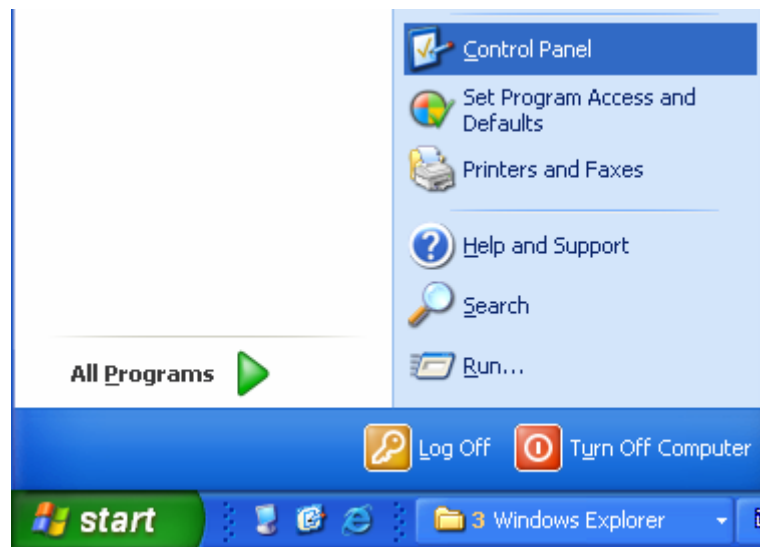 Control Panel
Set Program Access and
Defaults
Printers and Faxes
Help and Support
Search
Run...
All Programs
Log Off
Turn Off Computer
start
3 Windows Explorer